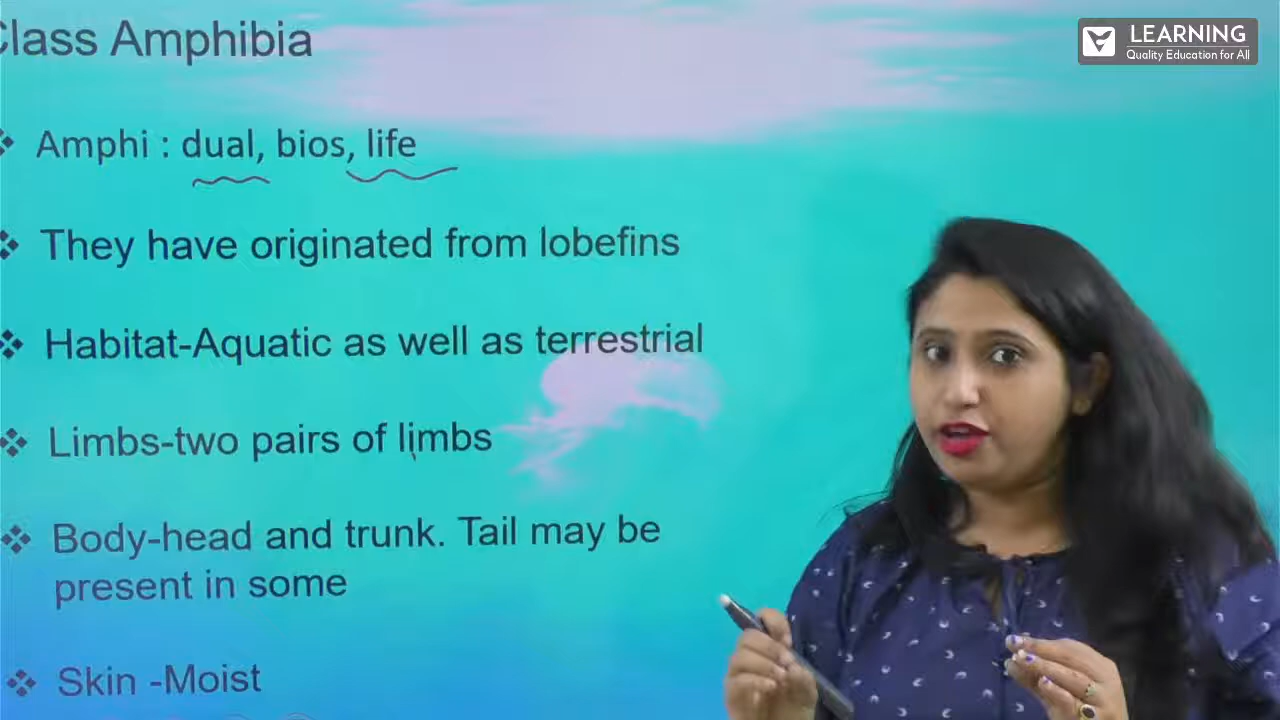 Class Amphibia
LEARNING
Quality Education for All
Amphi : dual, bios, life
They have originated from lobefins
Habitat-Aquatic as well as terrestrial
Limbs-two pairs of limbs
Body-head and trunk. Tail may be
present in some
Skin -Moist